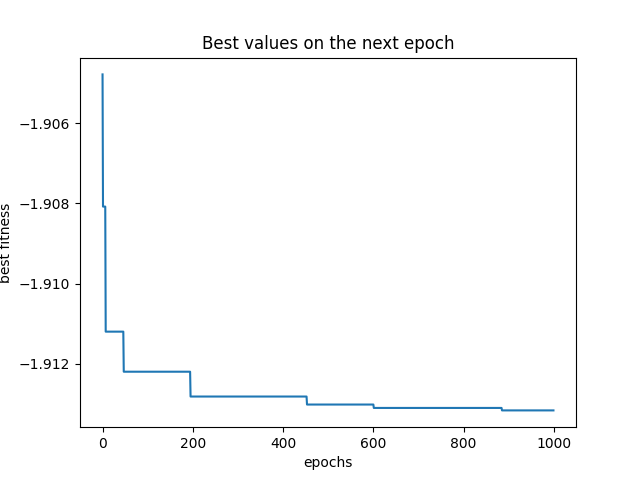 Best values on the next epoch
best fitness
−1.906
−1.908
−1.910
−1.912
0 200 400 600 800 1000
epochs